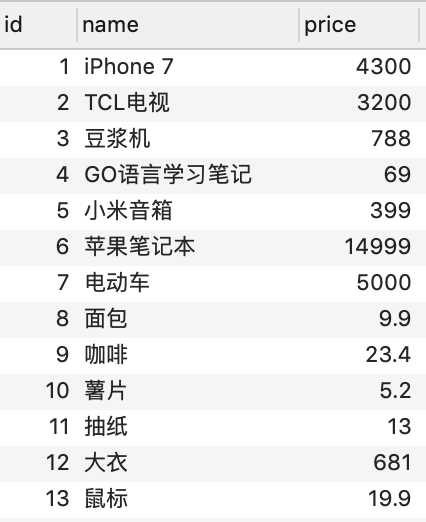 id name price
1 iPhone 7 4300
2 TCL电视 3200
3 豆浆机 788
4 GO语言学习笔记 69
5 小米音箱 399
6 苹果笔记本 14999
7 电动车 5000
8 面包 9.9
9 咖啡 23.4
10 薯片 5.2
11 抽纸 13
12 大衣 681
13 鼠标 19.9